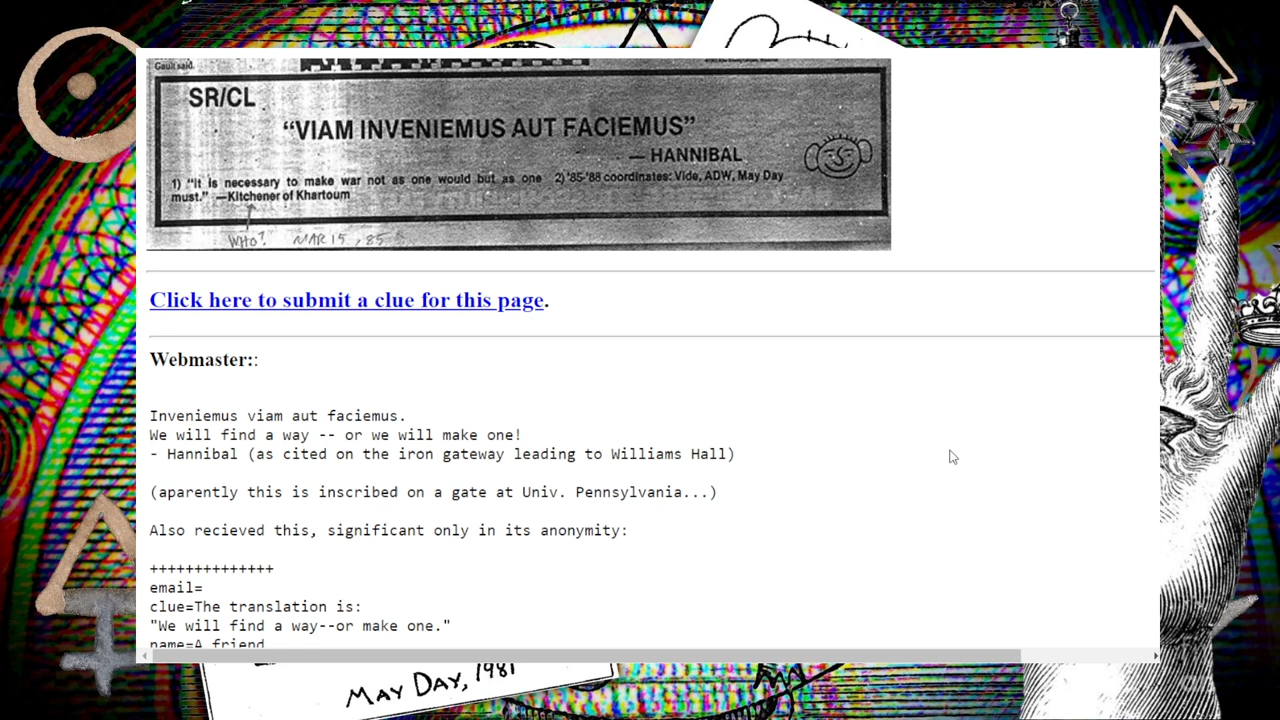 Gault said.
SR/CL
“VIAM INVENIEMUS AUT FACIEMUS”
— HANNIBAL
1) “It is necessary to make war not as one would but as one must.” —Kitchener of Khartoum
2) '85-'88 coordinates: Vide, ADW, May Day
WHO? MAR 15, 85
Click here to submit a clue for this page.
Webmaster::
Inveniemus viam aut faciemus.
We will find a way -- or we will make one!
- Hannibal (as cited on the iron gateway leading to Williams Hall)
(aparently this is inscribed on a gate at Univ. Pennsylvania...)
Also recieved this, significant only in its anonymity:
++++++++++++++
email=
clue=The translation is:
"We will find a way--or make one."
name=A friend
MAY DAY, 1981